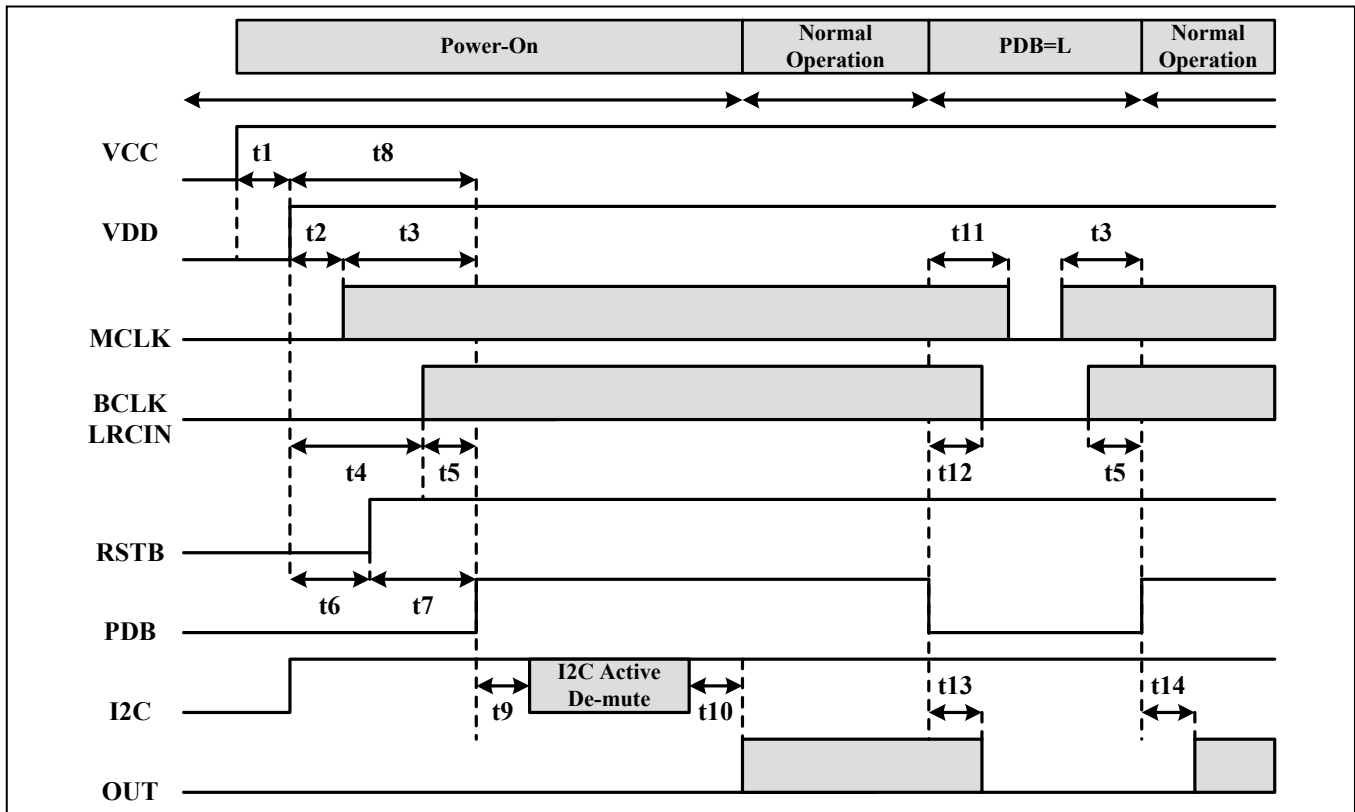 Power-On
Normal
Operation
PDB=L
Normal
Operation
VCC
t1
t8
VDD
t2
t3
t11
t3
MCLK
BCLK
LRCIN
t4
t5
t12
t5
RSTB
t6
t7
PDB
I2C
t9
I2C Active
De-mute
t10
t13
t14
OUT